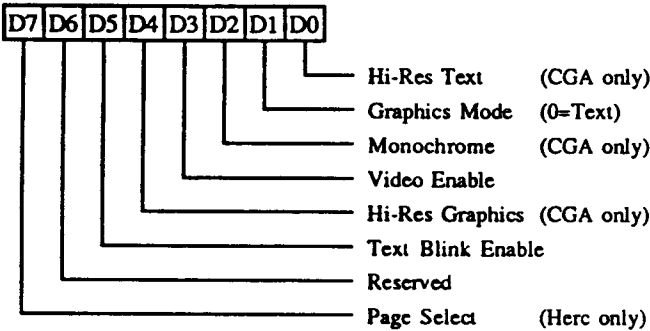 D7 D6 D5 D4 D3 D2 D1 D0
Hi-Res Text (CGA only)
Graphics Mode (0=Text)
Monochrome (CGA only)
Video Enable
Hi-Res Graphics (CGA only)
Text Blink Enable
Reserved
Page Select (Herc only)